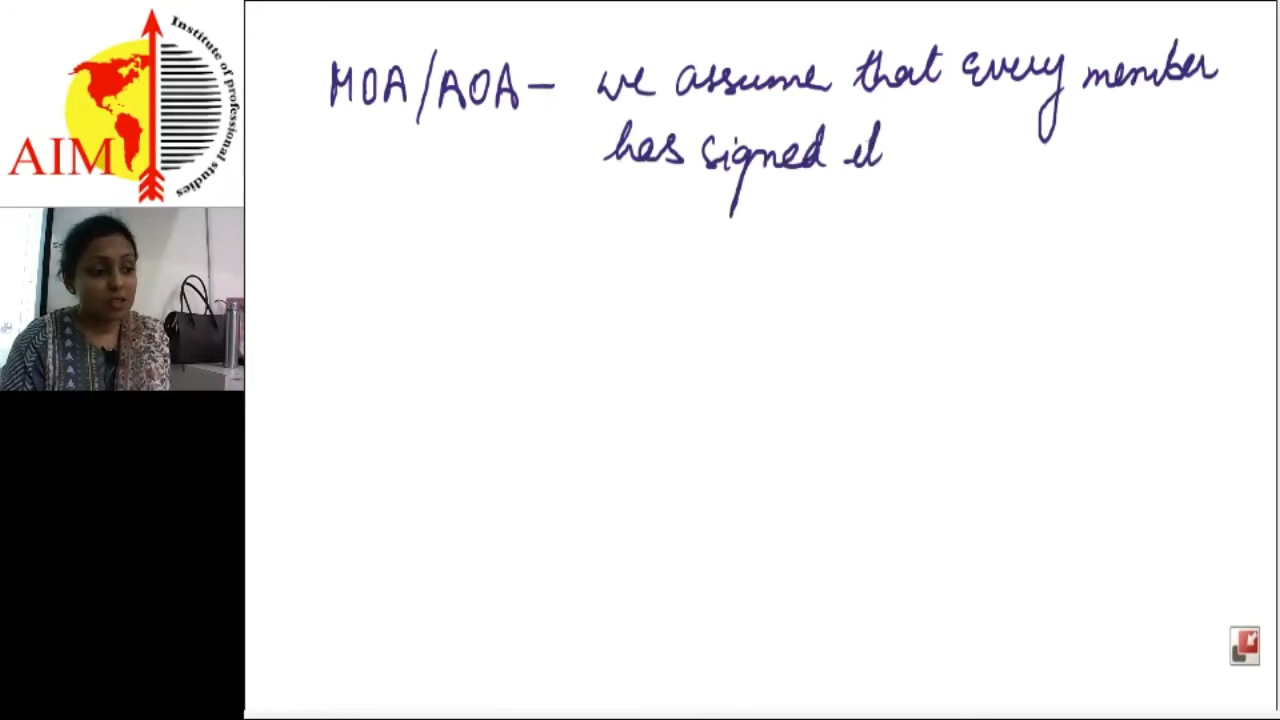 AIM
Institute of professional studies
MOA/AOA - we assume that every member
has signed it